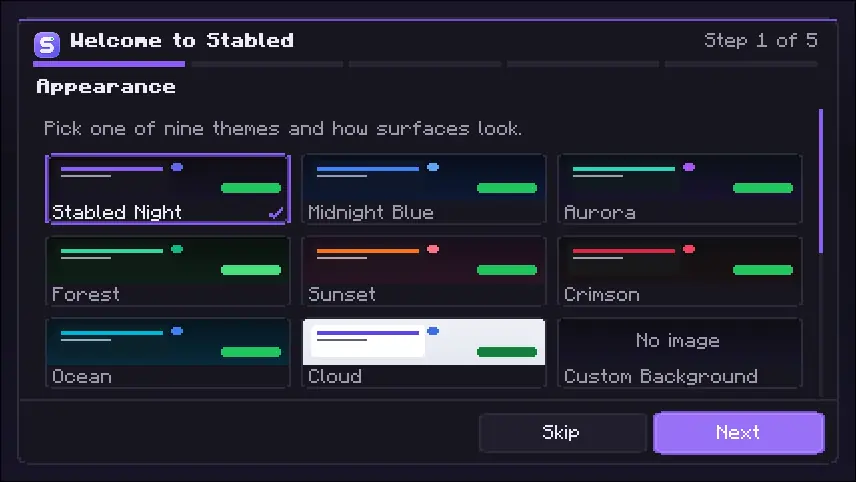 S Welcome to Stabled
Step 1 of 5
Appearance
Pick one of nine themes and how surfaces look.
Stabled Night
Midnight Blue
Aurora
Forest
Sunset
Crimson
Ocean
Cloud
No image
Custom Background
Skip
Next